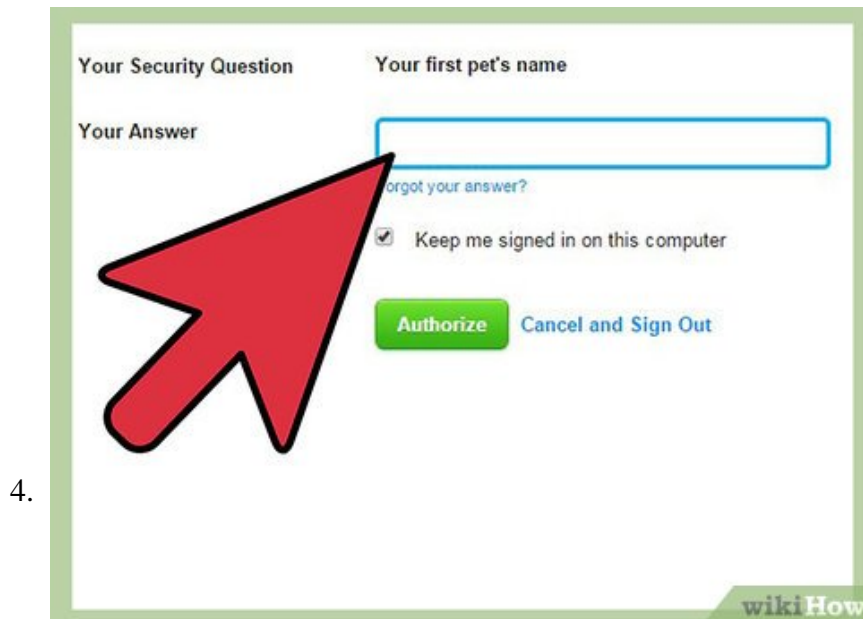 Your Security Question Your first pet's name
Your Answer
orgot your answer?
Keep me signed in on this computer
Authorize Cancel and Sign Out
4.
wikiHow